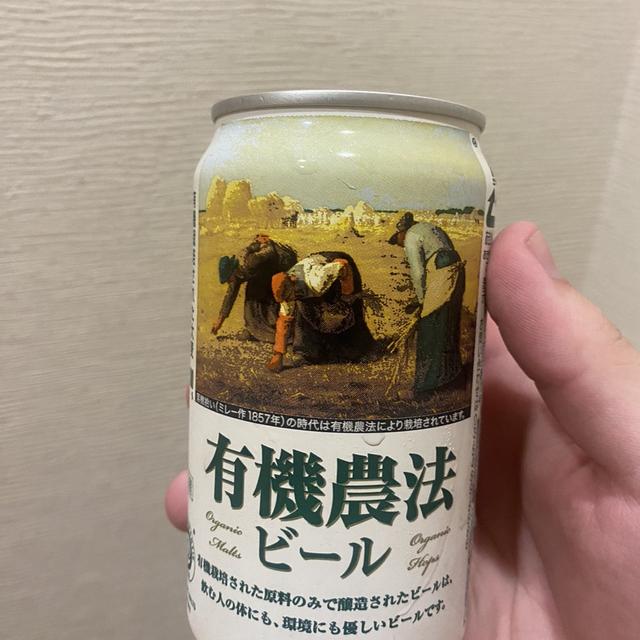 落穂拾い(ミレー作1857年)の時代は有機農法により栽培されています。
有機農法
Organic Malts
ビール
Organic Hops
有機栽培された原料のみで醸造されたビールは、
飲む人の体にも、環境にも優しいビールです。